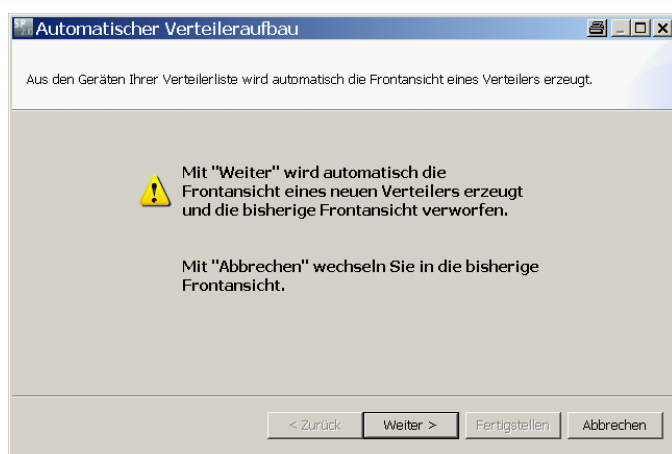 Automatischer Verteileraufbau
Aus den Geräten Ihrer Verteilerliste wird automatisch die Frontansicht eines Verteilers erzeugt.
Mit "Weiter" wird automatisch die
Frontansicht eines neuen Verteilers erzeugt
und die bisherige Frontansicht verworfen.
Mit "Abbrechen" wechseln Sie in die bisherige
Frontansicht.
< Zurück
Weiter >
Fertigstellen
Abbrechen